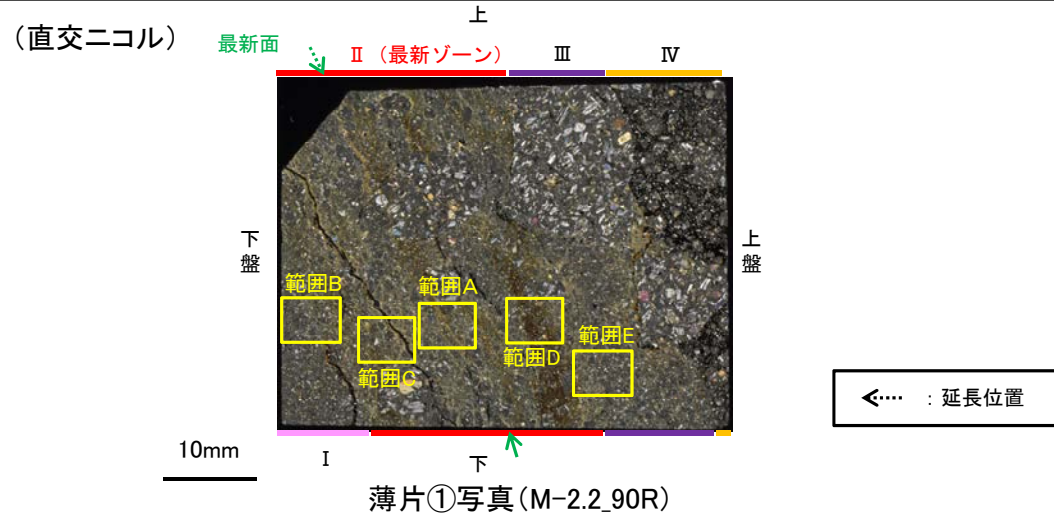 (直交ニコル)
上
最新面
Ⅱ (最新ゾーン)
Ⅲ
Ⅳ
下盤
上盤
範囲B
範囲A
範囲C
範囲D
範囲E
: 延長位置
10mm
Ⅰ
下
薄片①写真(M-2.2_90R)